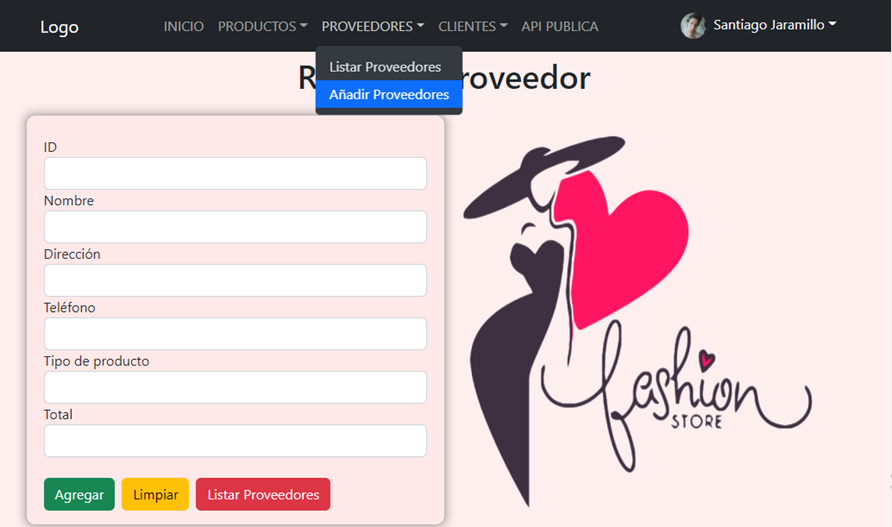 Logo INICIO PRODUCTOS PROVEEDORES CLIENTES API PUBLICA Santiago Jaramillo
Listar Proveedores
Añadir Proveedores
ID
Nombre
Dirección
Teléfono
Tipo de producto
Total
Agregar Limpiar Listar Proveedores
fashion
STORE